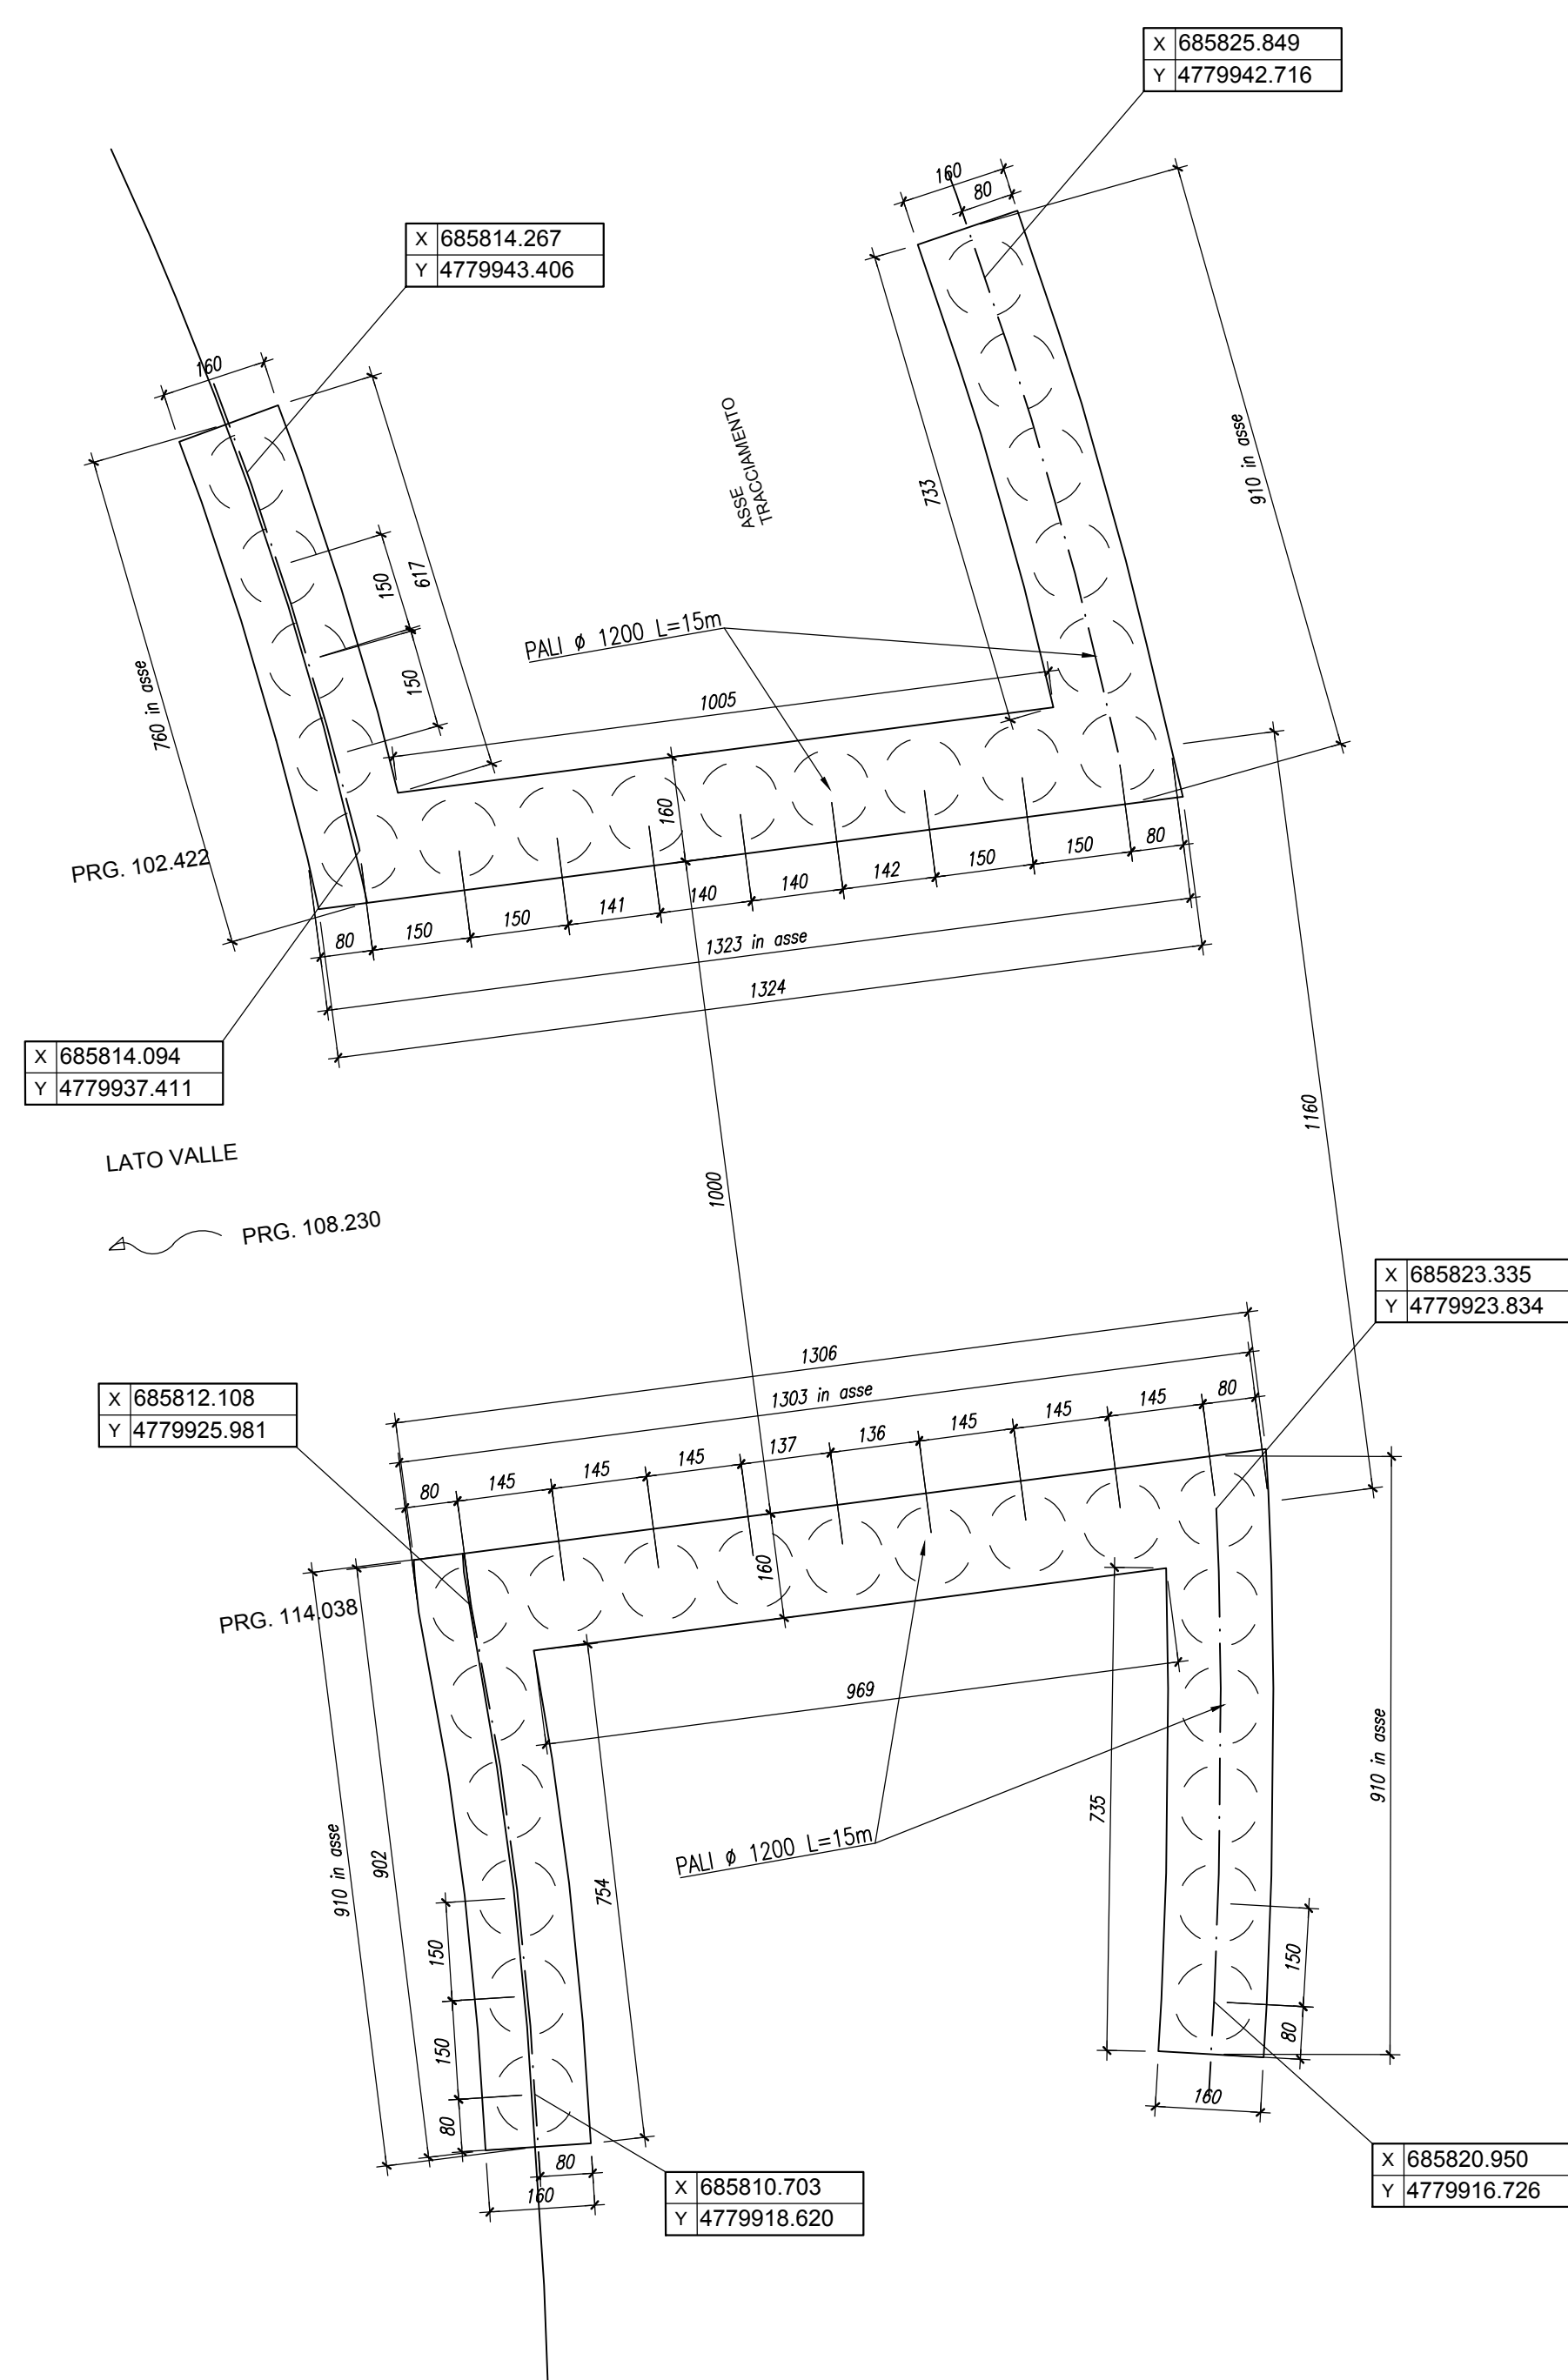 X 685825.849
Y 4779942.716
160
80
X 685814.267
Y 4779943.406
160
ASSE
TRACCIAMENTO
910 in asse
733
150
617
150
760 in asse
PALI ø 1200 L=15m
1005
160
PRG. 102.422
80
150
150
141
140
140
142
150
150
80
1323 in asse
1324
X 685814.094
Y 4779937.411
1160
LATO VALLE
1000
PRG. 108.230
X 685823.335
Y 4779923.834
1306
1303 in asse
X 685812.108
Y 4779925.981
80
145
145
145
137
136
145
145
145
80
160
PRG. 114.038
969
910 in asse
735
PALI ø 1200 L=15m
910 in asse
902
754
150
150
150
80
80
160
80
160
X 685820.950
Y 4779916.726
X 685810.703
Y 4779918.620